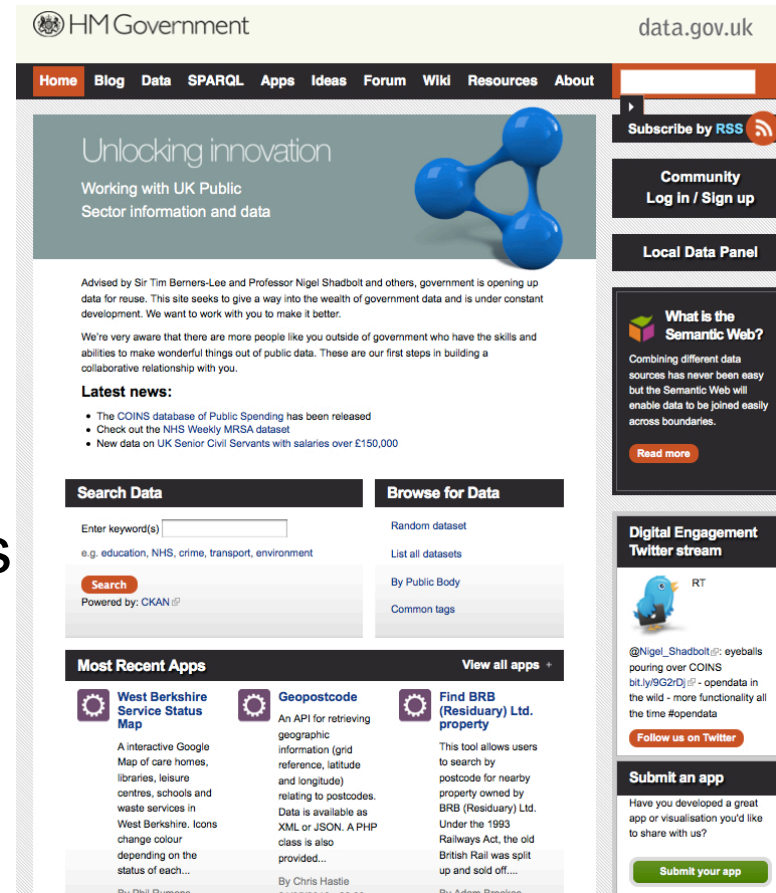 HM Government
data.gov.uk
Home Blog Data SPARQL Apps Ideas Forum Wiki Resources About
Unlocking innovation
Working with UK Public
Sector information and data
Advised by Sir Tim Berners-Lee and Professor Nigel Shadbolt and others, government is opening up
data for reuse. This site seeks to give a way into the wealth of government data and is under constant
development. We want to work with you to make it better.
We're very aware that there are more people like you outside of government who have the skills and
abilities to make wonderful things out of public data. These are our first steps in building a
collaborative relationship with you.
Latest news:
• The COINS database of Public Spending has been released
• Check out the NHS Weekly MRSA dataset
• New data on UK Senior Civil Servants with salaries over £150,000
s
Search Data
Enter keyword(s)
e.g. education, NHS, crime, transport, environment
Search
Powered by: CKAN
Browse for Data
Random dataset
List all datasets
By Public Body
Common tags
Most Recent Apps
View all apps +
West Berkshire
Service Status
Map
A interactive Google
Map of care homes,
libraries, leisure
centres, schools and
waste services in
West Berkshire. Icons
change colour
depending on the
status of each...
Geopostcode
An API for retrieving
geographic
information (grid
reference, latitude
and longitude)
relating to postcodes.
Data is available as
XML or JSON. A PHP
class is also
provided...
By Chris Hastie
Find BRB
(Residuary) Ltd.
property
This tool allows users
to search by
postcode for nearby
property owned by
BRB (Residuary) Ltd.
Under the 1993
Railways Act, the old
British Rail was split
up and sold off....
Subscribe by RSS
Community
Log in / Sign up
Local Data Panel
What is the
Semantic Web?
Combining different data
sources has never been easy
but the Semantic Web will
enable data to be joined easily
across boundaries.
Read more
Digital Engagement
Twitter stream
RT
@Nigel_Shadbolt: eyeballs
pouring over COINS
bit.ly/9G2rDj - opendata in
the wild - more functionality all
the time #opendata
Follow us on Twitter
Submit an app
Have you developed a great
app or visualisation you'd like
to share with us?
Submit your app